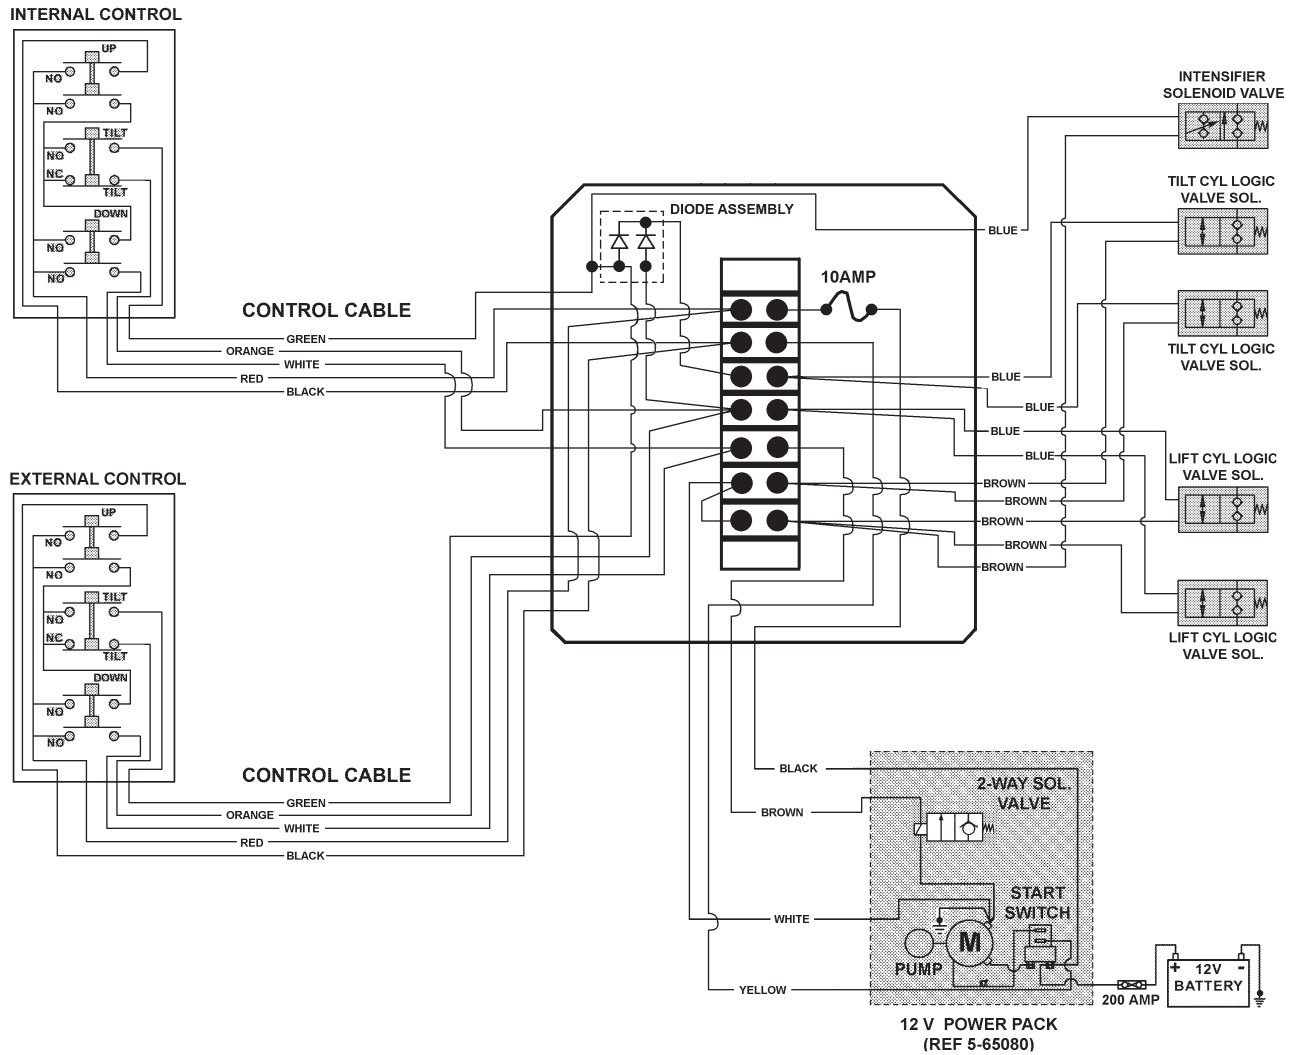 INTERNAL CONTROL
UP
NO
NO
TILT
NO
NC
TILT
DOWN
NO
NO
CONTROL CABLE
GREEN
ORANGE
WHITE
RED
BLACK
EXTERNAL CONTROL
UP
NO
NO
TILT
NO
NC
TILT
DOWN
NO
NO
CONTROL CABLE
GREEN
ORANGE
WHITE
RED
BLACK
DIODE ASSEMBLY
10AMP
BLUE
BLUE
BLUE
BLUE
BLUE
BROWN
BROWN
BROWN
BROWN
BROWN
INTENSIFIER
SOLENOID VALVE
TILT CYL LOGIC
VALVE SOL.
TILT CYL LOGIC
VALVE SOL.
LIFT CYL LOGIC
VALVE SOL.
LIFT CYL LOGIC
VALVE SOL.
BLACK
BROWN
WHITE
YELLOW
2-WAY SOL.
VALVE
START
SWITCH
M
PUMP
12 V POWER PACK
(REF 5-65080)
200 AMP
+ 12V -
BATTERY